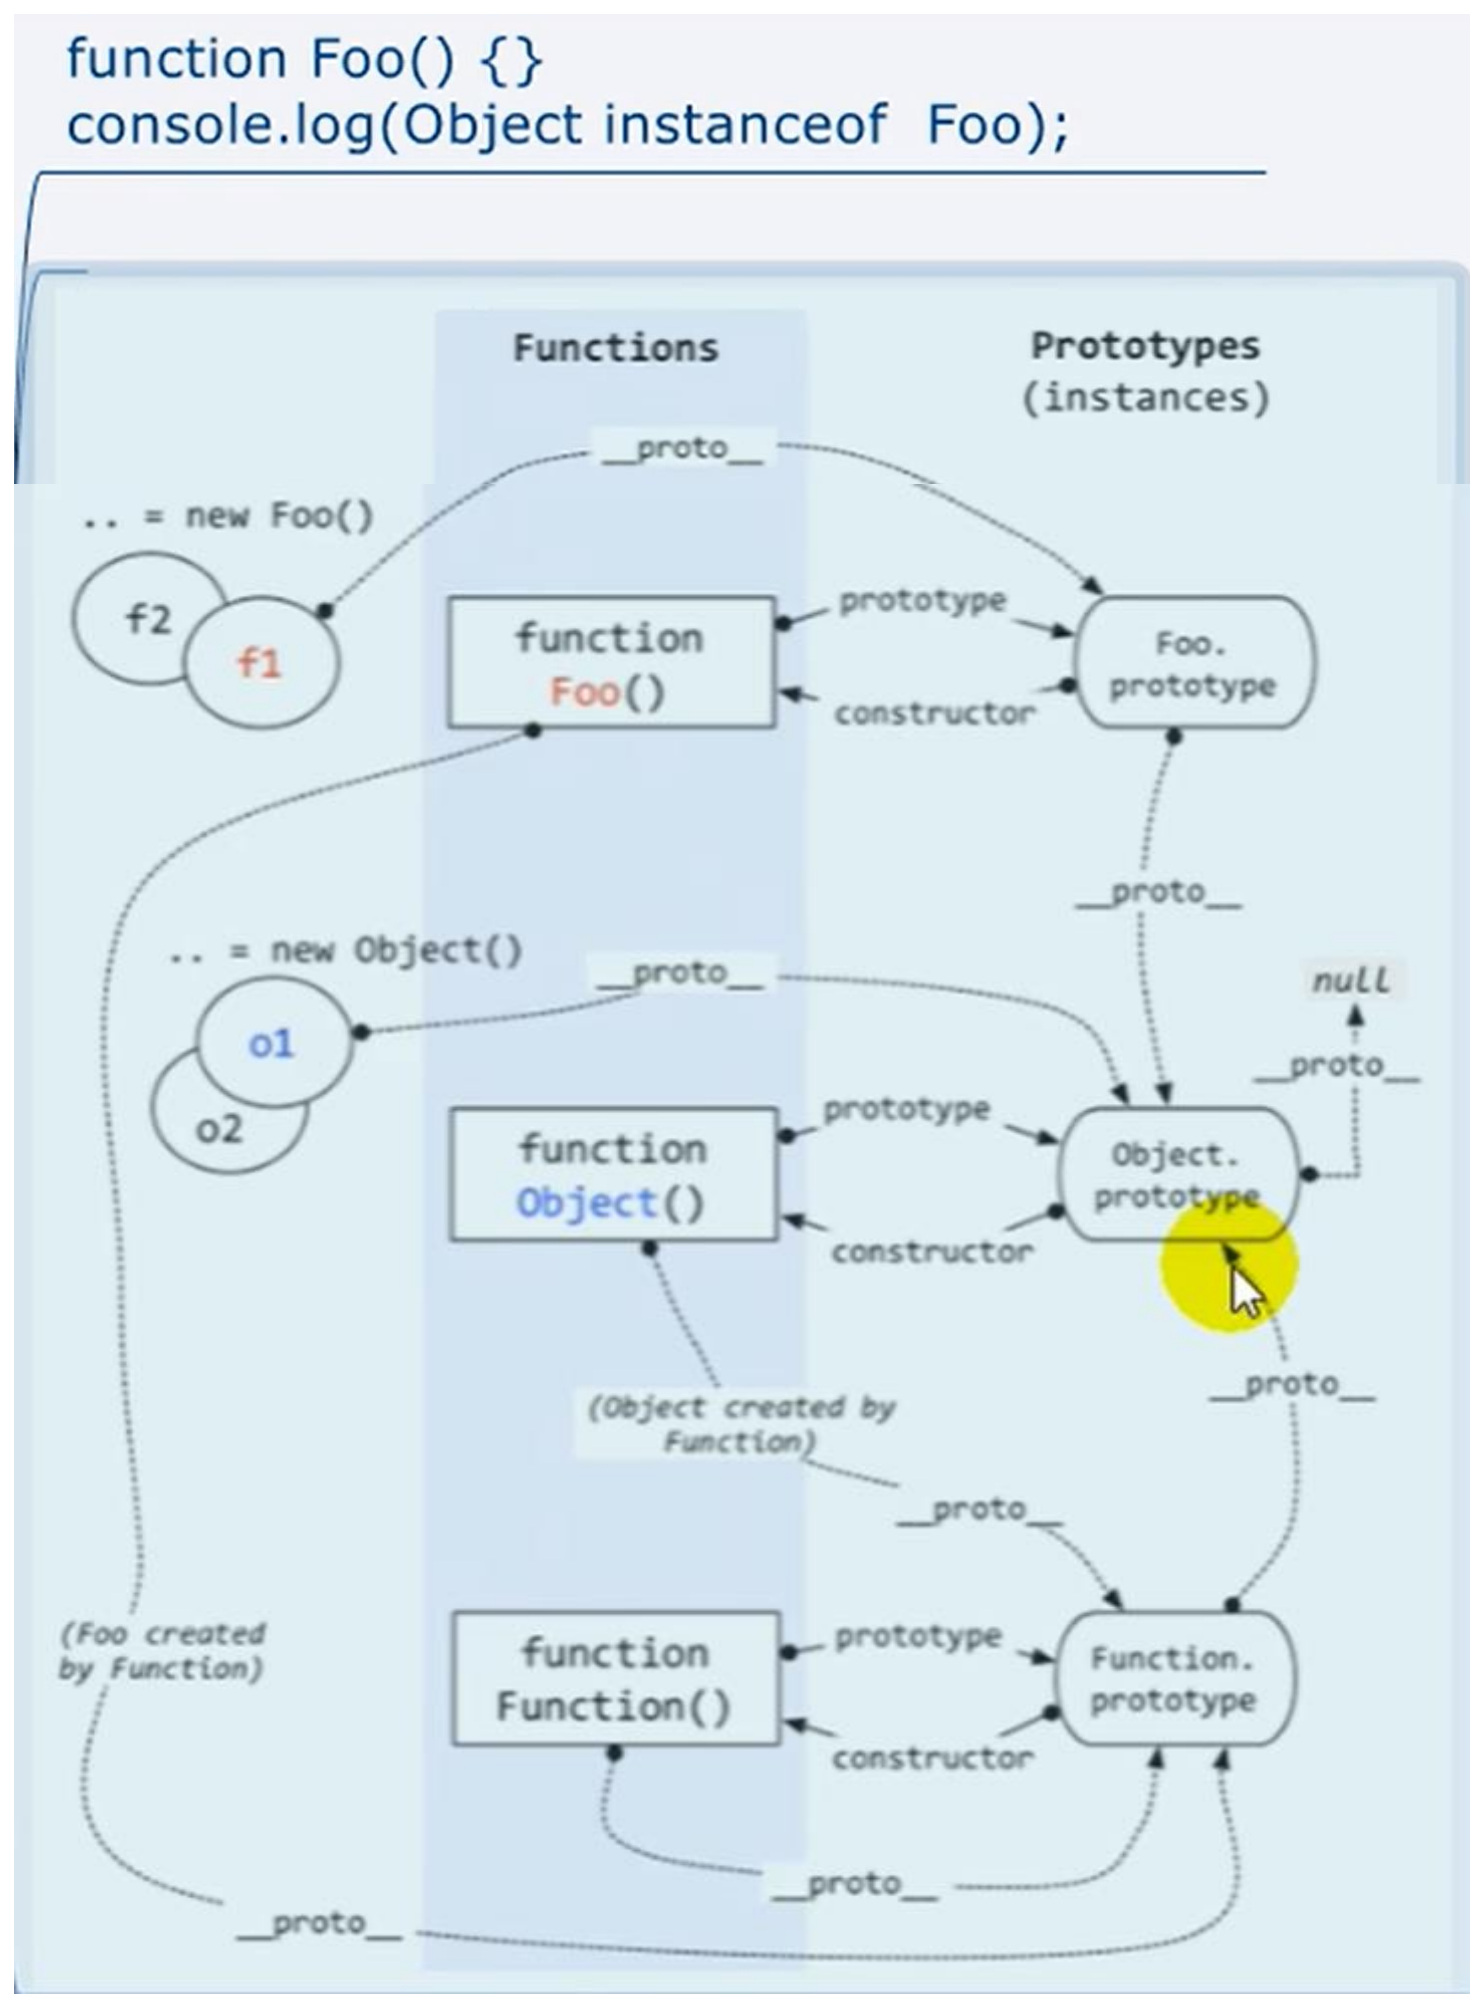 function Foo() {}
console.log(Object instanceof  Foo);
Functions
Prototypes
(instances)
__proto__
.. = new Foo()
f2
f1
function
Foo()
prototype
constructor
Foo.
prototype
__proto__
.. = new Object()
__proto__
null
__proto__
o1
o2
function
Object()
prototype
constructor
Object.
prototype
(Object created by
Function)
__proto__
__proto__
(Foo created
by Function)
function
Function()
prototype
constructor
Function.
prototype
__proto__
__proto__